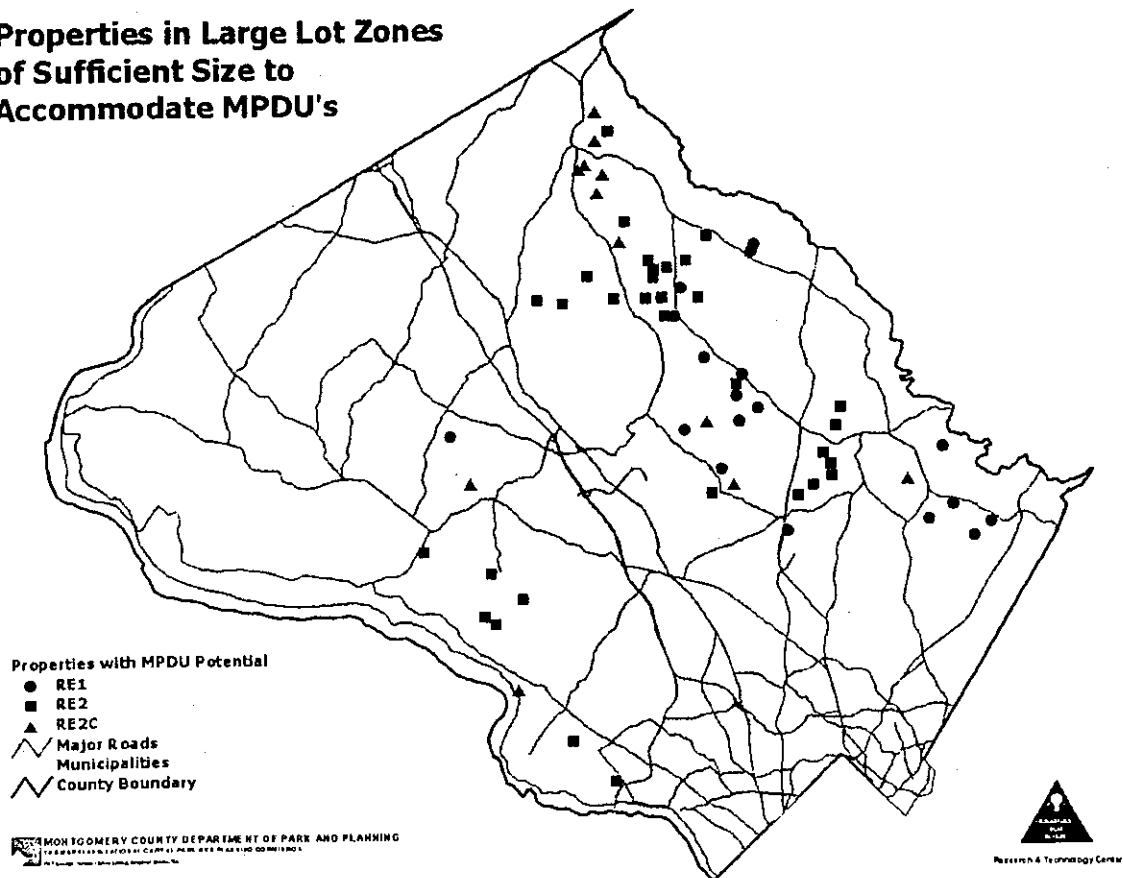 Properties in Large Lot Zones
of Sufficient Size to
Accommodate MPDU's
Properties with MPDU Potential
RE1
RE2
RE2C
Major Roads
Municipalities
County Boundary
MONTGOMERY COUNTY DEPARTMENT OF PARK AND PLANNING
Research & Technology Center